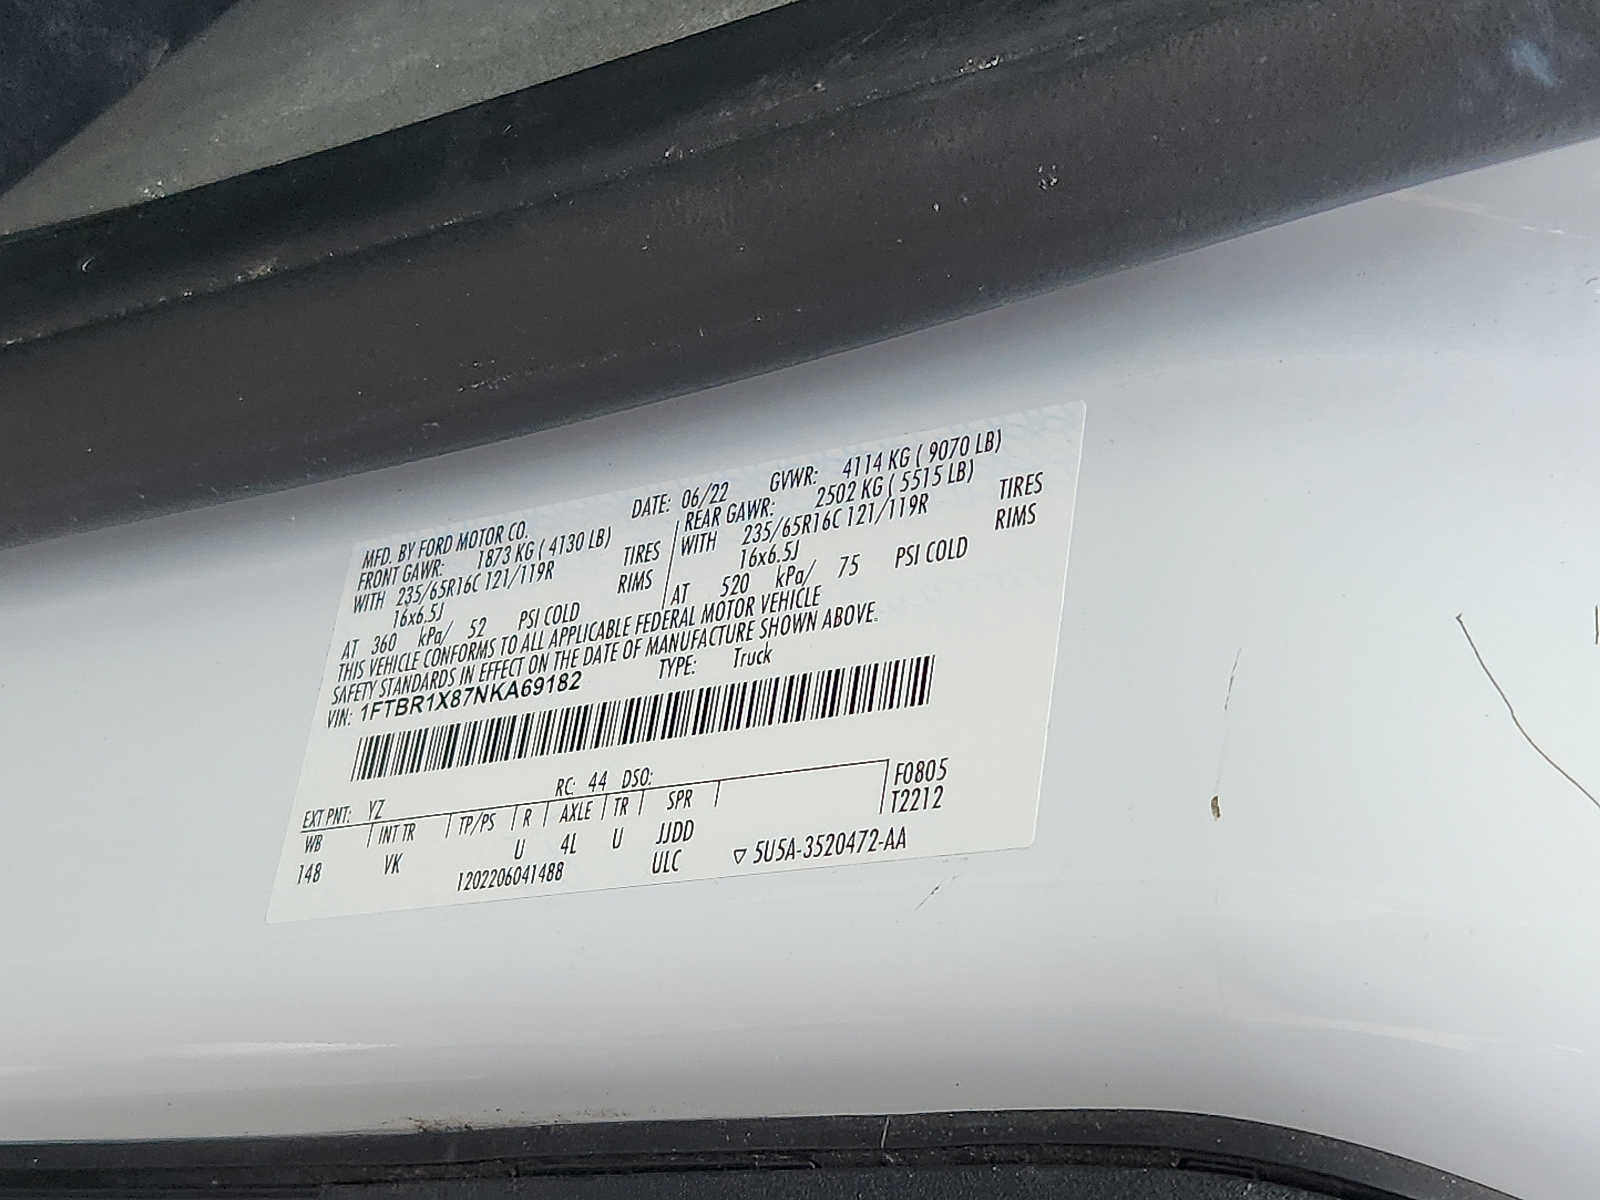 MFD. BY FORD MOTOR CO. DATE: 06/22 GVWR: 4114 KG ( 9070 LB)
FRONT GAWR: 1873 KG ( 4130 LB) REAR GAWR: 2502 KG ( 5515 LB)
WITH 235/65R16C 121/119R TIRES WITH 235/65R16C 121/119R TIRES
16x6.5J RIMS 16x6.5J RIMS
AT 360 kPa/ 52 PSI COLD AT 520 kPa/ 75 PSI COLD
THIS VEHICLE CONFORMS TO ALL APPLICABLE FEDERAL MOTOR VEHICLE
SAFETY STANDARDS IN EFFECT ON THE DATE OF MANUFACTURE SHOWN ABOVE.
VIN: 1FTBR1X87NKA69182 TYPE: Truck
EXT PNT: YZ RC: 44 DSO: F0805
WB INT TR TP/PS R AXLE TR SPR T2212
148 VK U 4L U JJDD
1202206041488 ULC ▽ 5U5A-3520472-AA